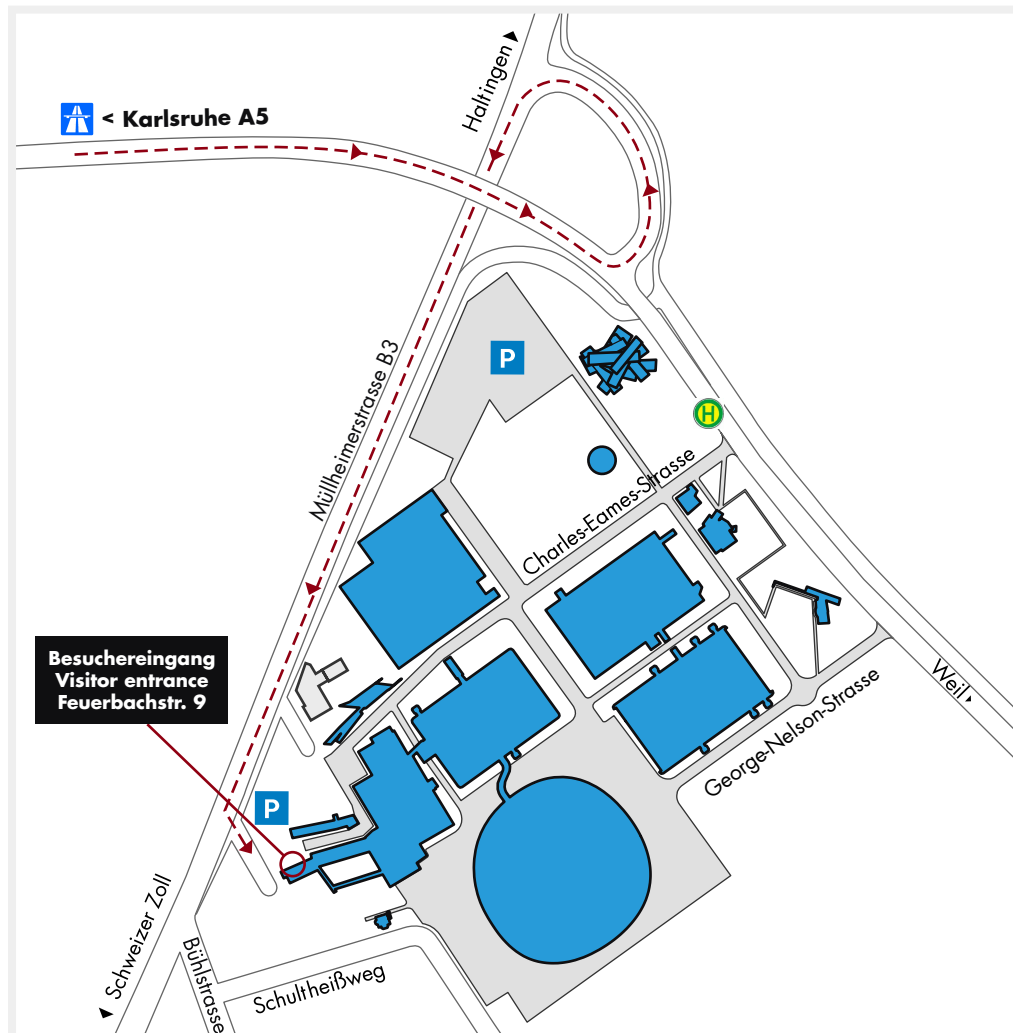 Haltingen
< Karlsruhe A5
P
Müllheimerstrasse B3
H
Charles-Eames-Strasse
Besuchereingang
Visitor entrance
Feuerbachstr. 9
Weil
George-Nelson-Strasse
P
Schweizer Zoll
Bühlstrasse
Schultheißweg